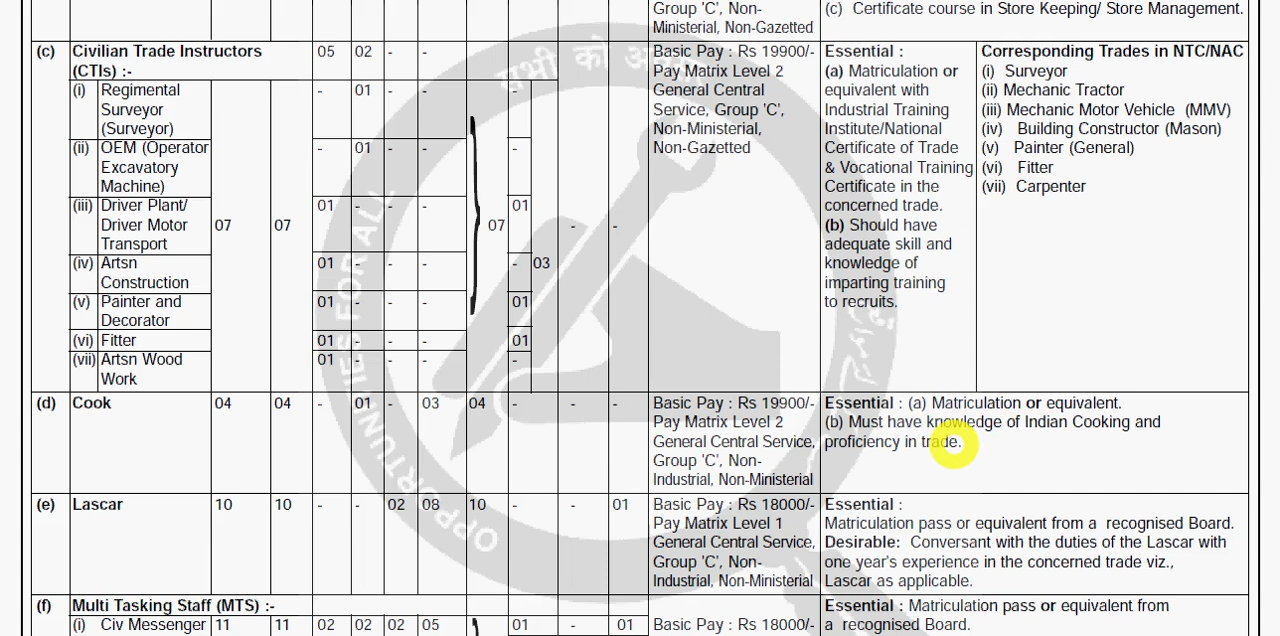 Group 'C', Non-
Ministerial, Non-Gazetted
(c) Certificate course in Store Keeping/ Store Management.
(c) Civilian Trade Instructors (CTIs) :- 05 02 - -
(i) Regimental Surveyor (Surveyor) - 01 - - -
(ii) OEM (Operator Excavatory Machine) - 01 - - -
(iii) Driver Plant/ Driver Motor Transport 01 - - 01
07 07 07 - -
(iv) Artsn Construction 01 - - - 03
(v) Painter and Decorator 01 - - 01
(vi) Fitter 01 - - 01
(vii) Artsn Wood Work 01 - - -
Basic Pay : Rs 19900/-
Pay Matrix Level 2
General Central
Service, Group 'C',
Non-Ministerial,
Non-Gazetted
Essential :
(a) Matriculation or
equivalent with
Industrial Training
Institute/National
Certificate of Trade
& Vocational Training
Certificate in the
concerned trade.
(b) Should have
adequate skill and
knowledge of
imparting training
to recruits.
Corresponding Trades in NTC/NAC
(i) Surveyor
(ii) Mechanic Tractor
(iii) Mechanic Motor Vehicle (MMV)
(iv) Building Constructor (Mason)
(v) Painter (General)
(vi) Fitter
(vii) Carpenter
(d) Cook 04 04 - 01 - 03 04 - - -
Basic Pay : Rs 19900/-
Pay Matrix Level 2
General Central Service,
Group 'C', Non-
Industrial, Non-Ministerial
Essential : (a) Matriculation or equivalent.
(b) Must have knowledge of Indian Cooking and
proficiency in trade.
(e) Lascar 10 10 - - 02 08 10 - - 01
Basic Pay : Rs 18000/-
Pay Matrix Level 1
General Central Service,
Group 'C', Non-
Industrial, Non-Ministerial
Essential :
Matriculation pass or equivalent from a recognised Board.
Desirable: Conversant with the duties of the Lascar with
one year's experience in the concerned trade viz.,
Lascar as applicable.
(f) Multi Tasking Staff (MTS) :-
(i) Civ Messenger 11 11 02 02 02 05 01 - 01
Basic Pay : Rs 18000/-
Essential : Matriculation pass or equivalent from
a recognised Board.
सभी को अवसर
OPPORTUNITIES FOR ALL